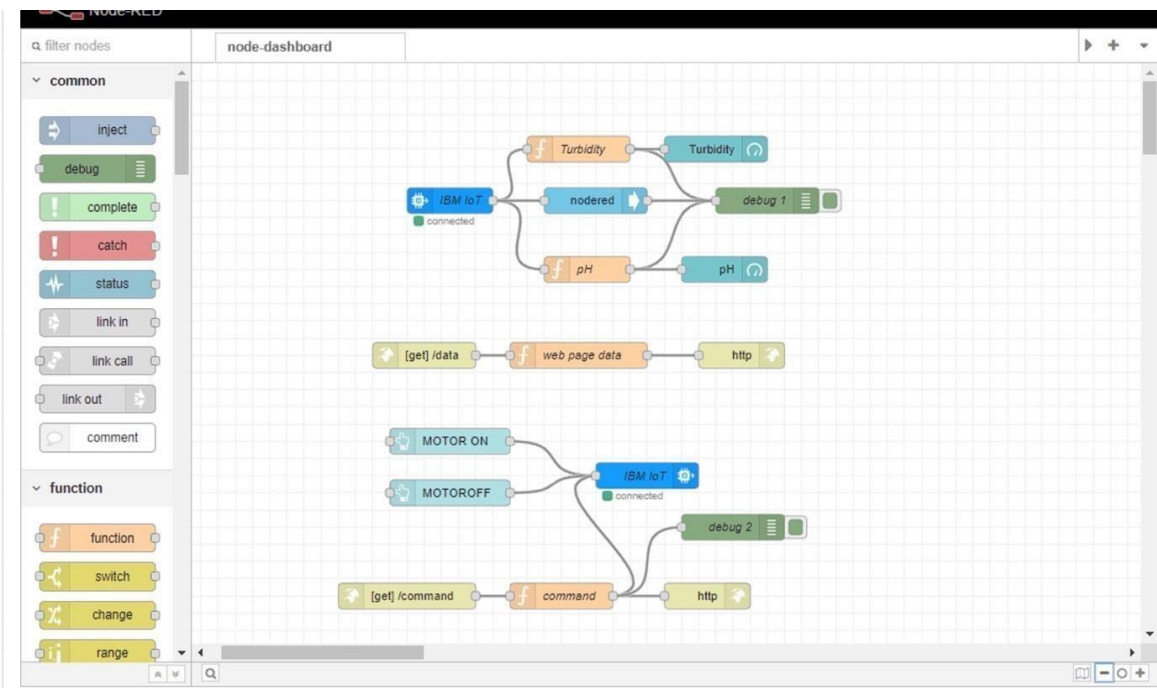 Node-RED
filter nodes
node-dashboard
common
inject
debug
complete
catch
status
link in
link call
link out
comment
function
function
switch
change
range
Turbidity
Turbidity
IBM IoT
connected
nodered
debug 1
pH
pH
[get] /data
web page data
http
MOTOR ON
MOTOROFF
IBM IoT
connected
debug 2
[get] /command
command
http